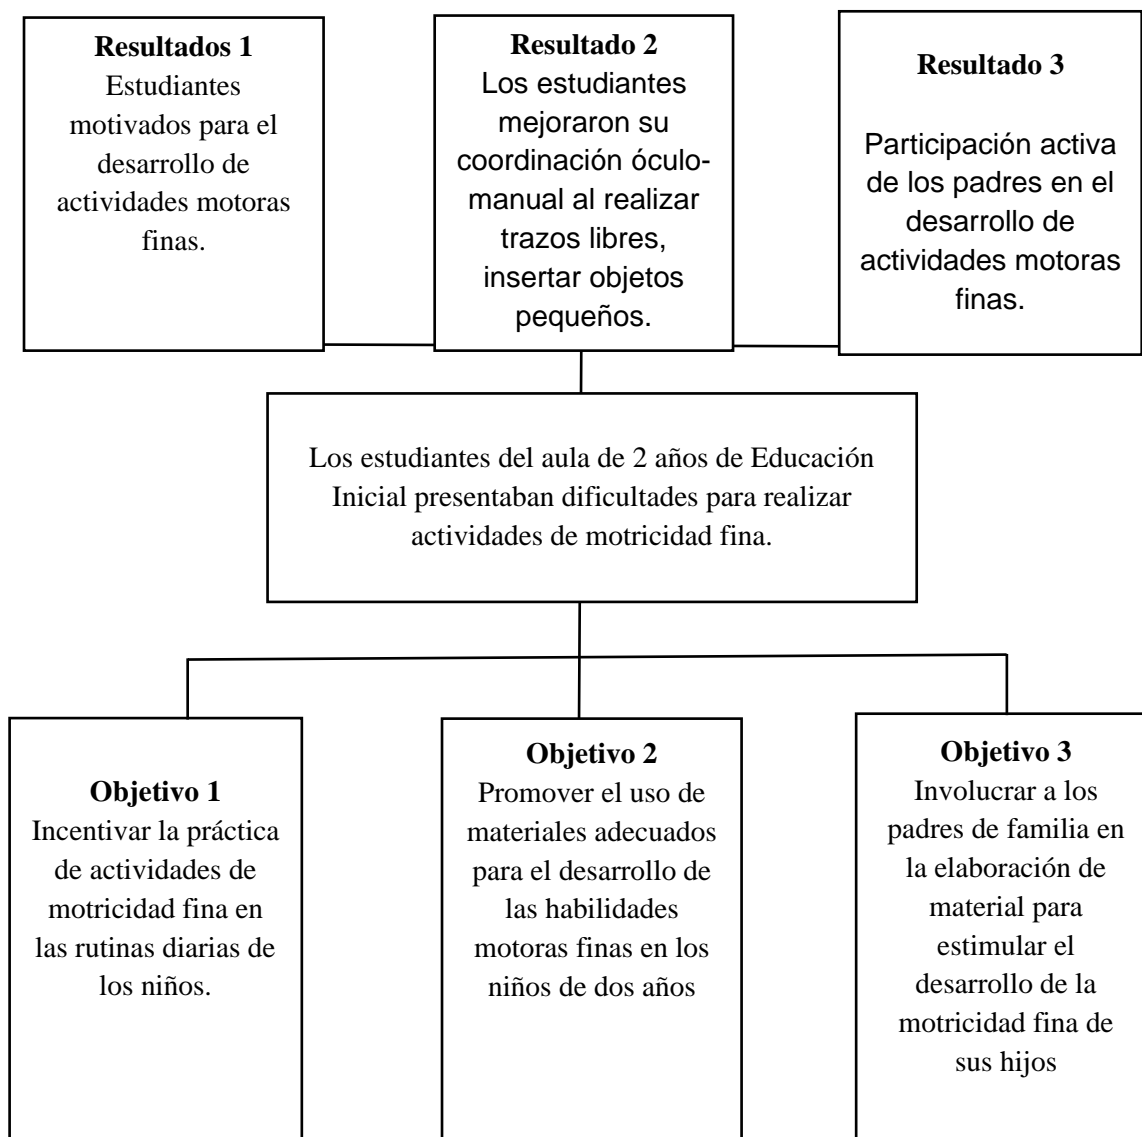 Resultados 1
Estudiantes
motivados para el
desarrollo de
actividades motoras
finas.
Resultado 2
Los estudiantes
mejoraron su
coordinación óculo-
manual al realizar
trazos libres,
insertar objetos
pequeños.
Resultado 3
Participación activa
de los padres en el
desarrollo de
actividades motoras
finas.
Los estudiantes del aula de 2 años de Educación
Inicial presentaban dificultades para realizar
actividades de motricidad fina.
Objetivo 1
Incentivar la práctica
de actividades de
motricidad fina en
las rutinas diarias de
los niños.
Objetivo 2
Promover el uso de
materiales adecuados
para el desarrollo de
las habilidades
motoras finas en los
niños de dos años
Objetivo 3
Involucrar a los
padres de familia en
la elaboración de
material para
estimular el
desarrollo de la
motricidad fina de
sus hijos